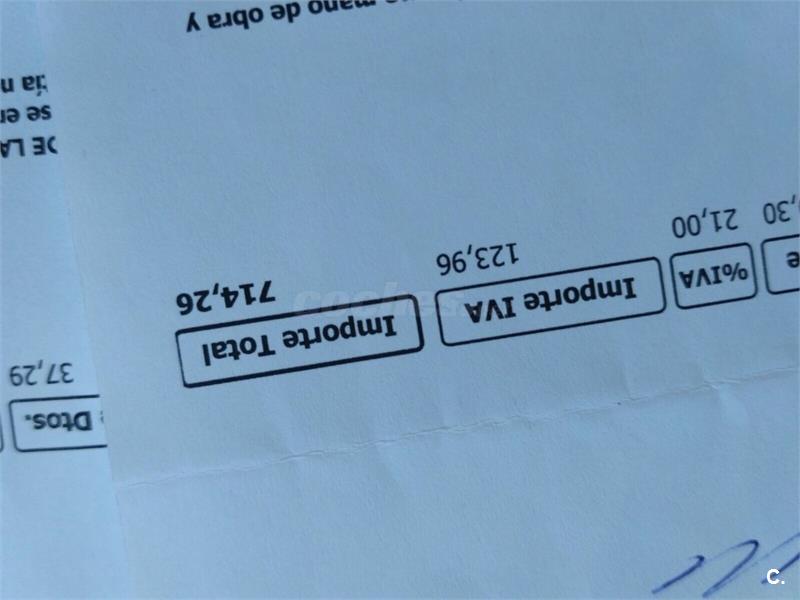 Dtos.
37,29
%IVA Importe IVA Importe Total
,30 21,00 123,96 714,26
mano de obra y
DE LA
se
coches
c.